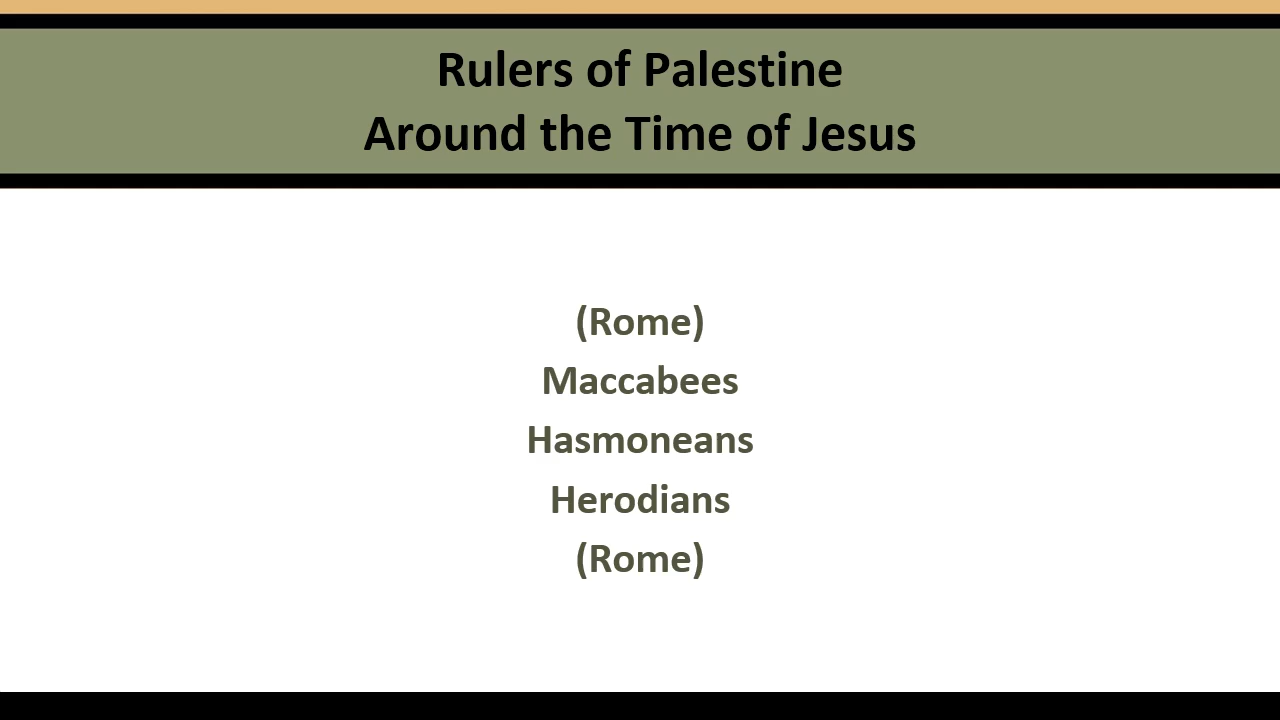 Rulers of Palestine
Around the Time of Jesus
(Rome)
Maccabees
Hasmoneans
Herodians
(Rome)